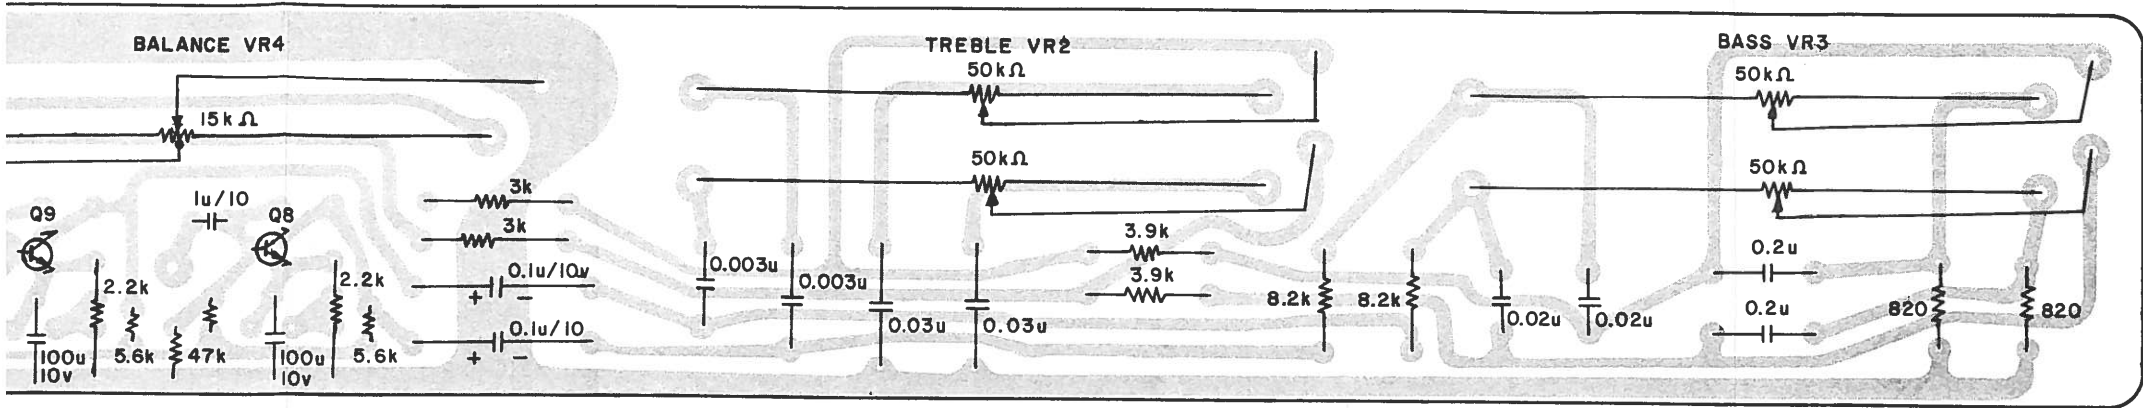 BALANCE VR4
TREBLE VR2
BASS VR3
15kΩ
50kΩ
50kΩ
50kΩ
50kΩ
Q9
1u/10
Q8
3k
3k
0.1u/10v
+ −
0.1u/10
+ −
2.2k
5.6k
47k
100u
10v
2.2k
5.6k
100u
10v
0.003u
0.003u
0.03u
0.03u
3.9k
3.9k
8.2k
8.2k
0.02u
0.02u
0.2u
0.2u
820
820